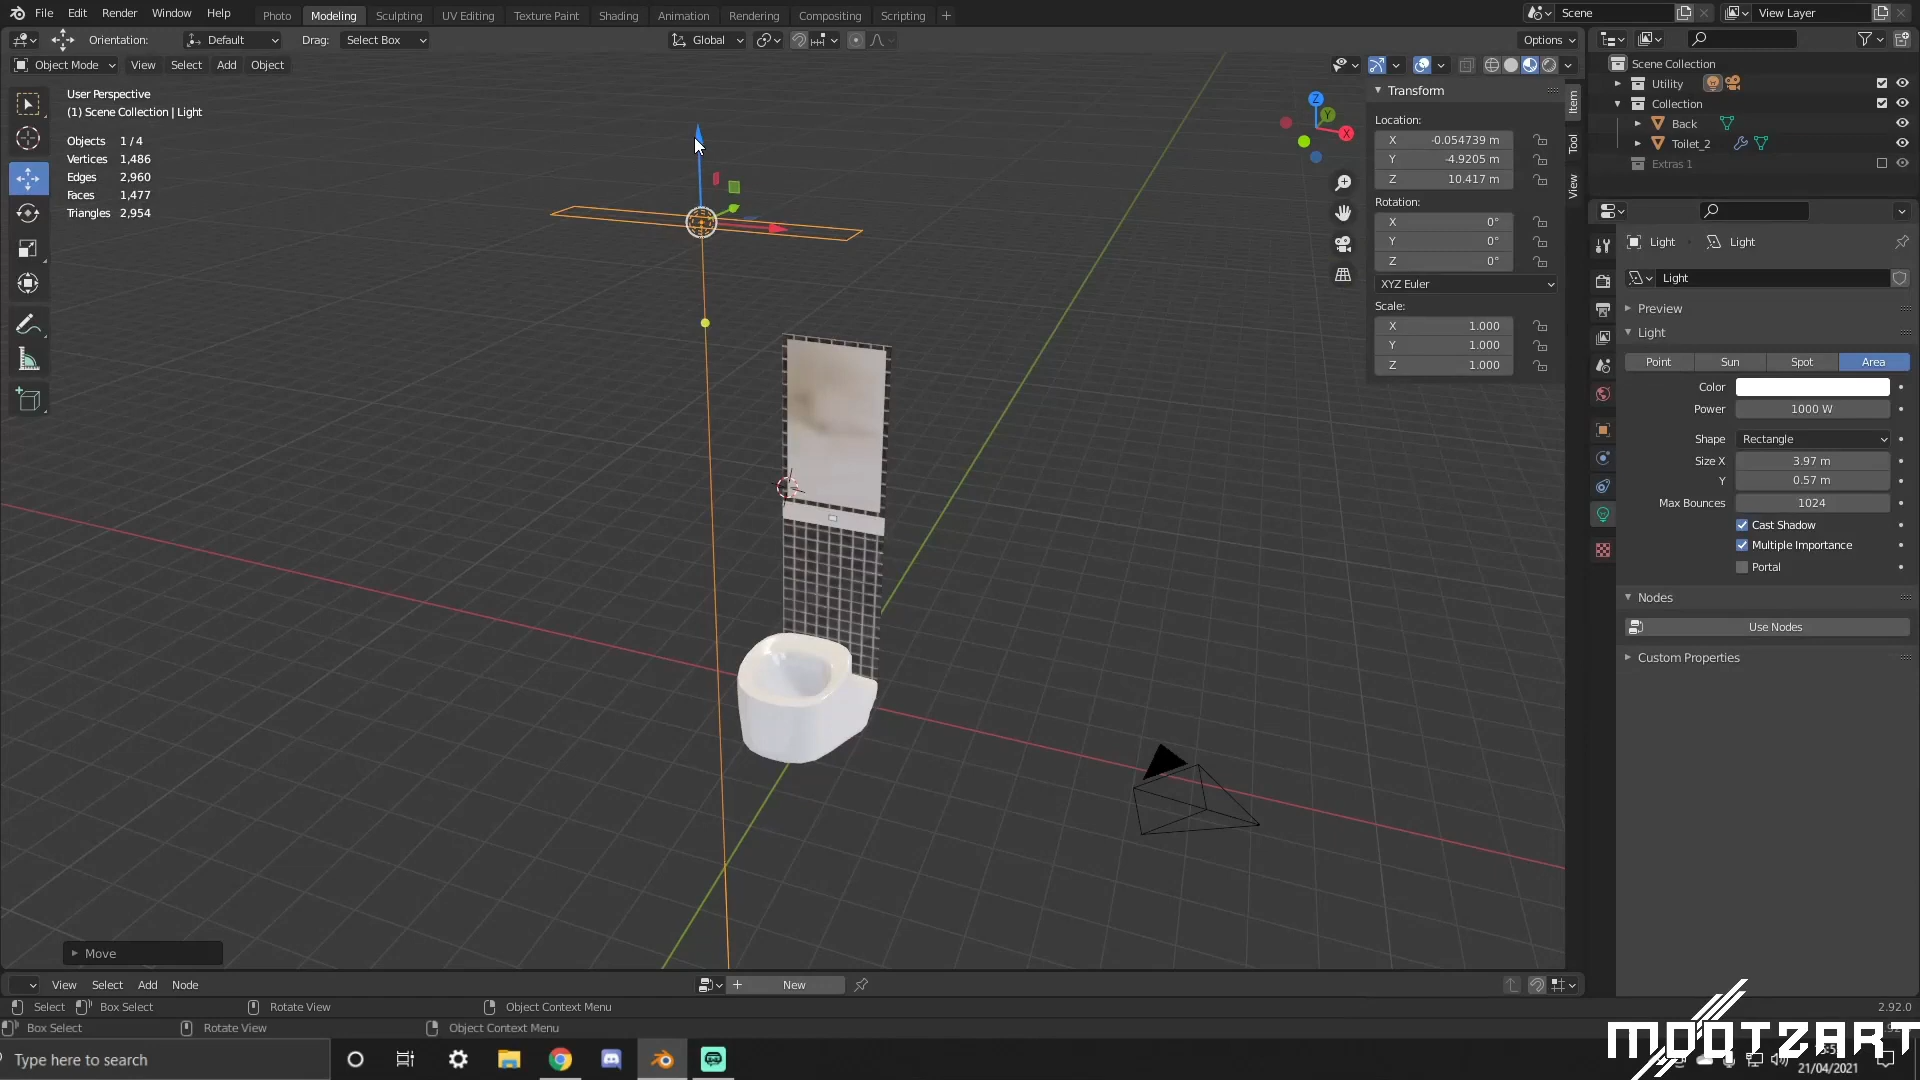 File Edit Render Window Help
Photo Modeling Sculpting UV Editing Texture Paint Shading Animation Rendering Compositing Scripting +
Scene
View Layer
Orientation: Default Drag: Select Box
Global
Options
Object Mode View Select Add Object
User Perspective
(1) Scene Collection | Light
Objects 1 / 4
Vertices 1,486
Edges 2,960
Faces 1,477
Triangles 2,954
Z
Y
X
Transform
Location:
X -0.054739 m
Y -4.9205 m
Z 10.417 m
Rotation:
X 0°
Y 0°
Z 0°
XYZ Euler
Scale:
X 1.000
Y 1.000
Z 1.000
Item
Tool
View
Scene Collection
Utility
Collection
Back
Toilet_2
Extras 1
Light Light
Light
Preview
Light
Point Sun Spot Area
Color
Power 1000 W
Shape Rectangle
Size X 3.97 m
Y 0.57 m
Max Bounces 1024
Cast Shadow
Multiple Importance
Portal
Nodes
Use Nodes
Custom Properties
Move
View Select Add Node
+ New
Select Box Select Rotate View Object Context Menu
2.92.0
Box Select Rotate View Object Context Menu
MOOTZART
Type here to search
21/04/2021